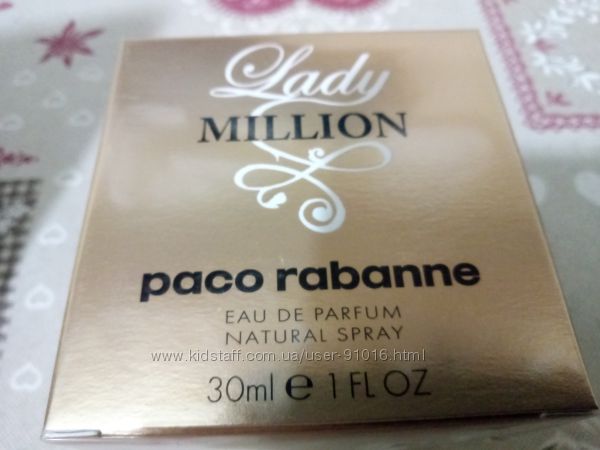 Lady
MILLION
paco rabanne
EAU DE PARFUM
NATURAL SPRAY
www.kidstaff.com.ua/user-91016.html
30ml e 1 FL OZ